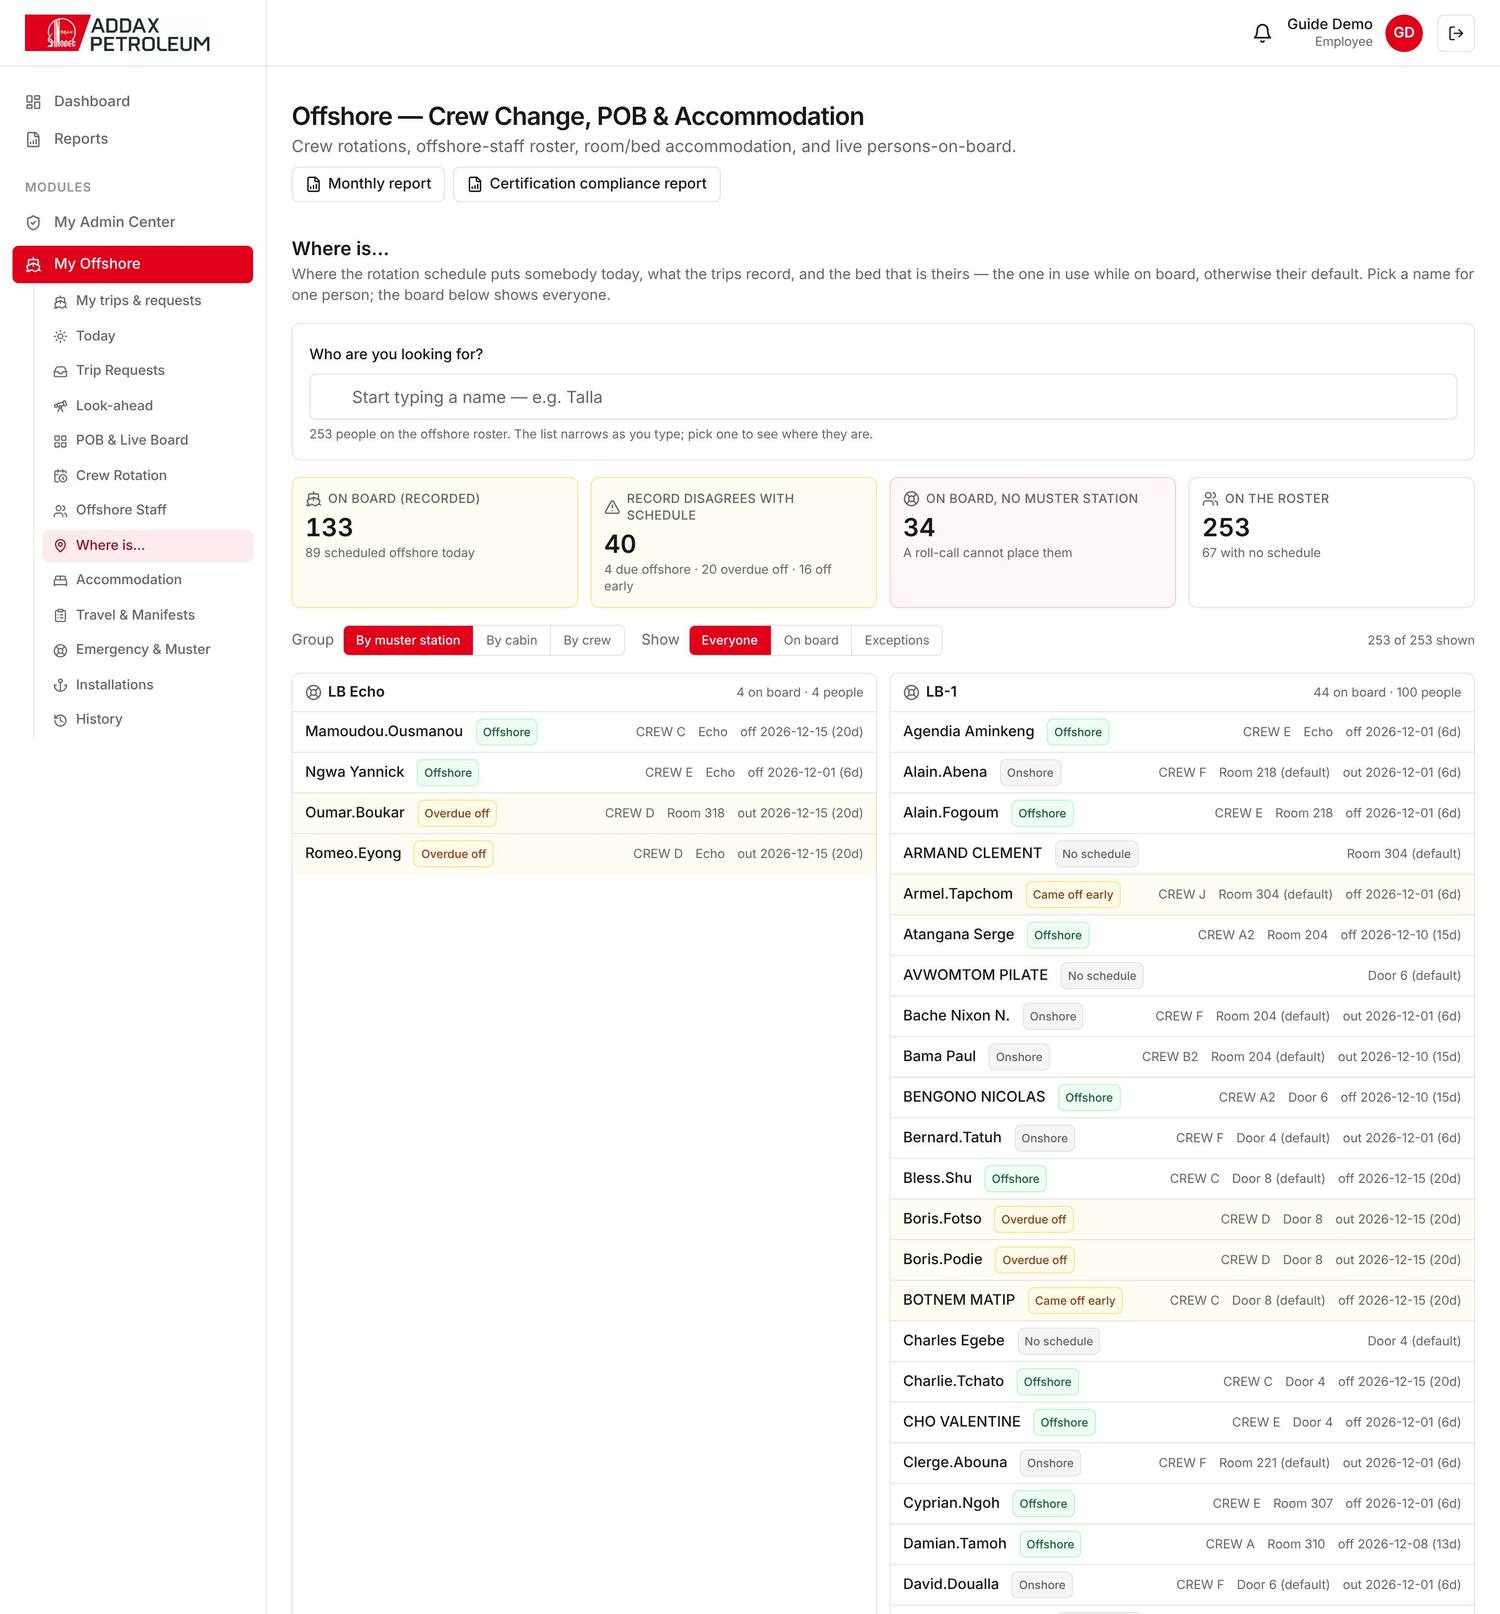 ADDAX
PETROLEUM
Guide Demo
Employee
GD
Dashboard
Reports
MODULES
My Admin Center
My Offshore
My trips & requests
Today
Trip Requests
Look-ahead
POB & Live Board
Crew Rotation
Offshore Staff
Where is...
Accommodation
Travel & Manifests
Emergency & Muster
Installations
History
Offshore — Crew Change, POB & Accommodation
Crew rotations, offshore-staff roster, room/bed accommodation, and live persons-on-board.
Monthly report
Certification compliance report
Where is...
Where the rotation schedule puts somebody today, what the trips record, and the bed that is theirs — the one in use while on board, otherwise their default. Pick a name for
one person; the board below shows everyone.
Who are you looking for?
Start typing a name — e.g. Talla
253 people on the offshore roster. The list narrows as you type; pick one to see where they are.
ON BOARD (RECORDED)
133
89 scheduled offshore today
RECORD DISAGREES WITH
SCHEDULE
40
4 due offshore · 20 overdue off · 16 off
early
ON BOARD, NO MUSTER STATION
34
A roll-call cannot place them
ON THE ROSTER
253
67 with no schedule
Group By muster station By cabin By crew Show Everyone On board Exceptions 253 of 253 shown
LB Echo 4 on board · 4 people
Mamoudou.Ousmanou Offshore CREW C Echo off 2026-12-15 (20d)
Ngwa Yannick Offshore CREW E Echo off 2026-12-01 (6d)
Oumar.Boukar Overdue off CREW D Room 318 out 2026-12-15 (20d)
Romeo.Eyong Overdue off CREW D Echo out 2026-12-15 (20d)
LB-1 44 on board · 100 people
Agendia Aminkeng Offshore CREW E Echo off 2026-12-01 (6d)
Alain.Abena Onshore CREW F Room 218 (default) out 2026-12-01 (6d)
Alain.Fogoum Offshore CREW E Room 218 off 2026-12-01 (6d)
ARMAND CLEMENT No schedule Room 304 (default)
Armel.Tapchom Came off early CREW J Room 304 (default) off 2026-12-01 (6d)
Atangana Serge Offshore CREW A2 Room 204 off 2026-12-10 (15d)
AVWOMTOM PILATE No schedule Door 6 (default)
Bache Nixon N. Onshore CREW F Room 204 (default) out 2026-12-01 (6d)
Bama Paul Onshore CREW B2 Room 204 (default) out 2026-12-10 (15d)
BENGONO NICOLAS Offshore CREW A2 Door 6 off 2026-12-10 (15d)
Bernard.Tatuh Onshore CREW F Door 4 (default) out 2026-12-01 (6d)
Bless.Shu Offshore CREW C Door 8 (default) off 2026-12-15 (20d)
Boris.Fotso Overdue off CREW D Door 8 out 2026-12-15 (20d)
Boris.Podie Overdue off CREW D Door 8 out 2026-12-15 (20d)
BOTNEM MATIP Came off early CREW C Door 8 (default) off 2026-12-15 (20d)
Charles Egebe No schedule Door 4 (default)
Charlie.Tchato Offshore CREW C Door 4 off 2026-12-15 (20d)
CHO VALENTINE Offshore CREW E Door 4 off 2026-12-01 (6d)
Clerge.Abouna Onshore CREW F Room 221 (default) out 2026-12-01 (6d)
Cyprian.Ngoh Offshore CREW E Room 307 off 2026-12-01 (6d)
Damian.Tamoh Offshore CREW A Room 310 off 2026-12-08 (13d)
David.Doualla Onshore CREW F Door 6 (default) out 2026-12-01 (6d)